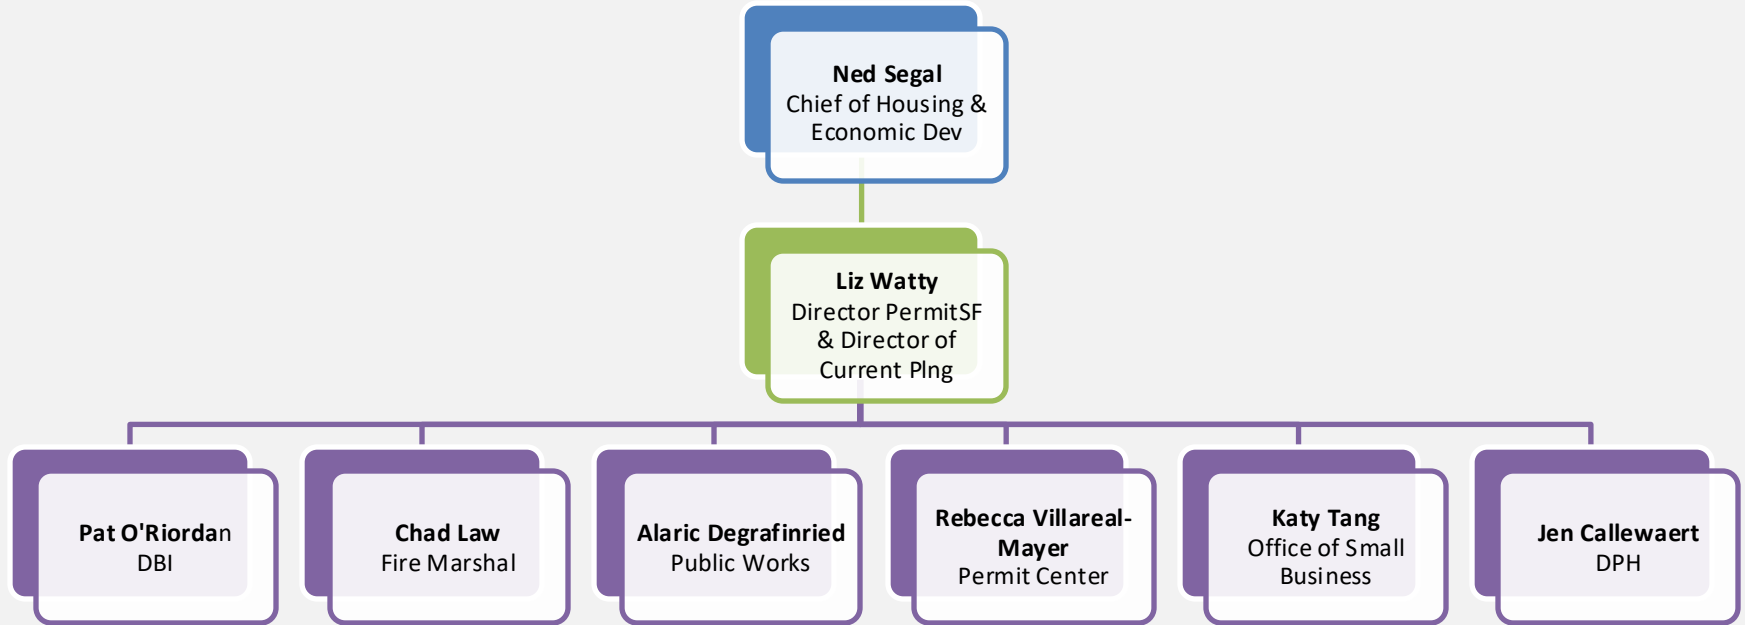 Ned Segal
Chief of Housing &
Economic Dev
Liz Watty
Director PermitSF
& Director of
Current Plng
Pat O'Riordan
DBI
Chad Law
Fire Marshal
Alaric Degrafinried
Public Works
Rebecca Villareal-
Mayer
Permit Center
Katy Tang
Office of Small
Business
Jen Callewaert
DPH